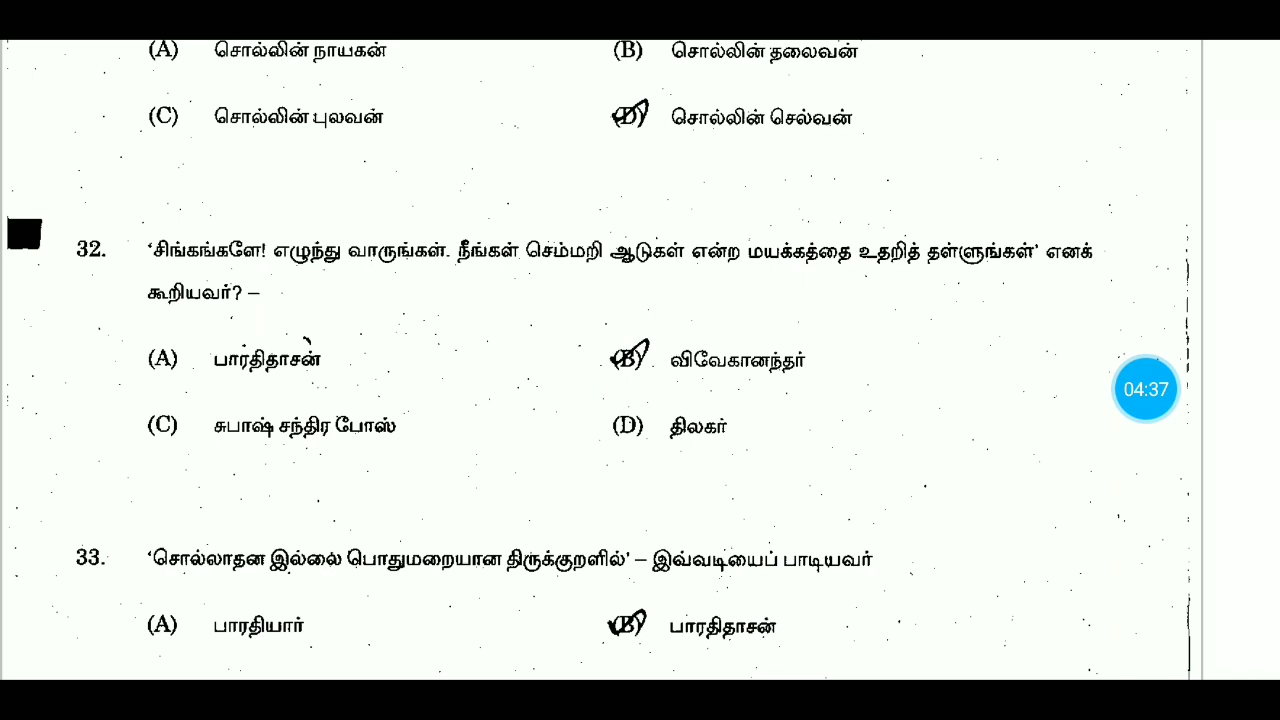 (A) சொல்லின் நாயகன் (B) சொல்லின் தலைவன்
(C) சொல்லின் புலவன் (D) சொல்லின் செல்வன்
32. 'சிங்கங்களே! எழுந்து வாருங்கள். நீங்கள் செம்மறி ஆடுகள் என்ற மயக்கத்தை உதறித் தள்ளுங்கள்' எனக்
கூறியவர்? –
(A) பாரதிதாசன் (B) விவேகானந்தர்
04:37
(C) சுபாஷ் சந்திர போஸ் (D) திலகர்
33. 'சொல்லாதன இல்லை பொதுமறையான திருக்குறளில்' – இவ்வடியைப் பாடியவர்
(A) பாரதியார் (B) பாரதிதாசன்